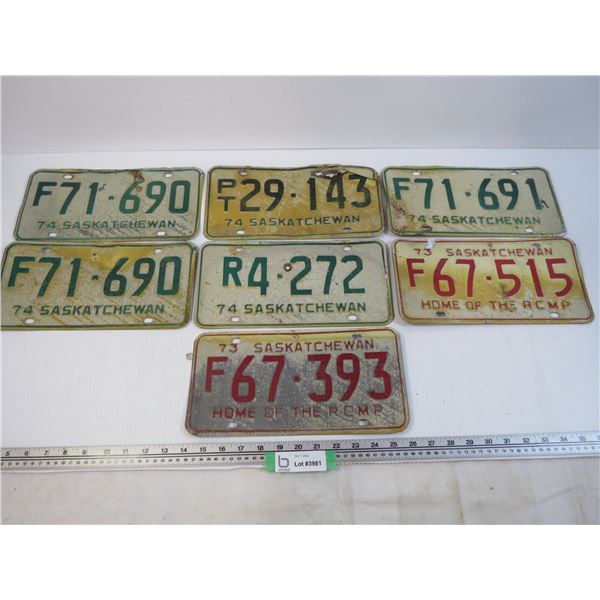 F71·690
74 SASKATCHEWAN
PT29·143
74 SASKATCHEWAN
F71·691
74 SASKATCHEWAN
F71·690
74 SASKATCHEWAN
R4·272
74 SASKATCHEWAN
73 SASKATCHEWAN
F67·515
HOME OF THE R C M P
73 SASKATCHEWAN
F67·393
HOME OF THE R C M P
Lot #3981